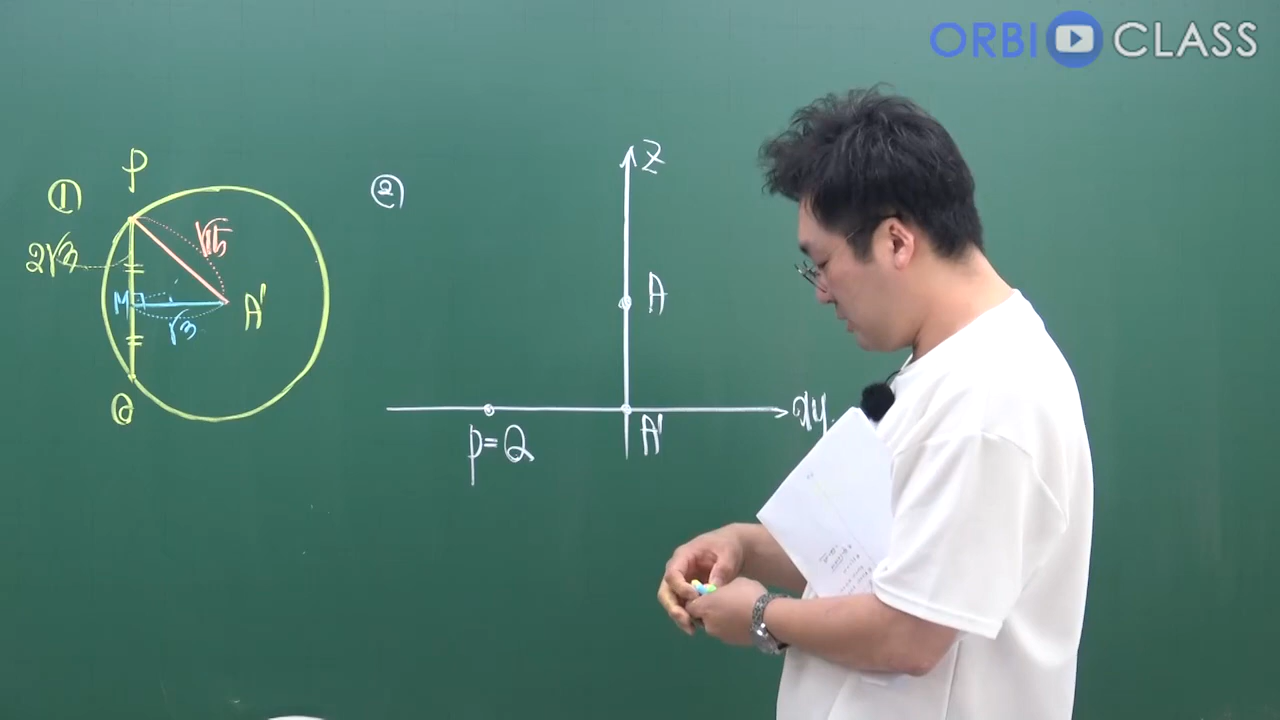 ORBI CLASS
①
P
√15
2√3
M
√3
A'
Q
②
z
A
xy
A'
P=Q